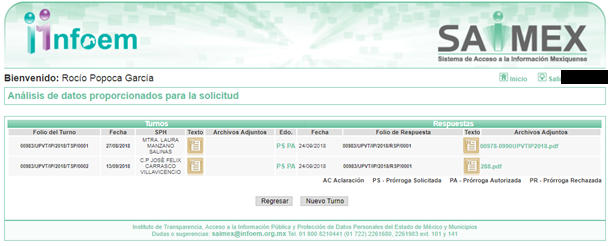 infoem
SAIMEX
Sistema de Acceso a la Información Mexiquense
Bienvenido: Rocío Popoca García
Inicio
Análisis de datos proporcionados para la solicitud
Turnos Respuestas
Folio del Turno Fecha SPH Texto Archivos Adjuntos Edo. Fecha Folio de Respuesta Texto Archivos Adjuntos
00983/UPVT/IP/2018/TSP/0001 27/08/2018 MTRA. LAURA MANZANO SALINAS PS PA 24/09/2018 00983/UPVT/IP/2018/RSP/0001 00978-0990UPVTIP2018.pdf
00983/UPVT/IP/2018/TSP/0002 13/09/2018 C.P JOSÉ FELIX CARRASCO VILLAVICENCIO PS PA 24/09/2018 00983/UPVT/IP/2018/RSP/0001 268.pdf
AC Aclaración PS - Prórroga Solicitada PA - Prórroga Autorizada PR - Prórroga Rechazada
Regresar Nuevo Turno
Instituto de Transparencia, Acceso a la Información Pública y Protección de Datos Personales del Estado de México y Municipios
Dudas o sugerencias: saimex@infoem.org.mx Tel. 01 800 8210441 (01 722) 2261980, 2261983 ext. 101 y 141